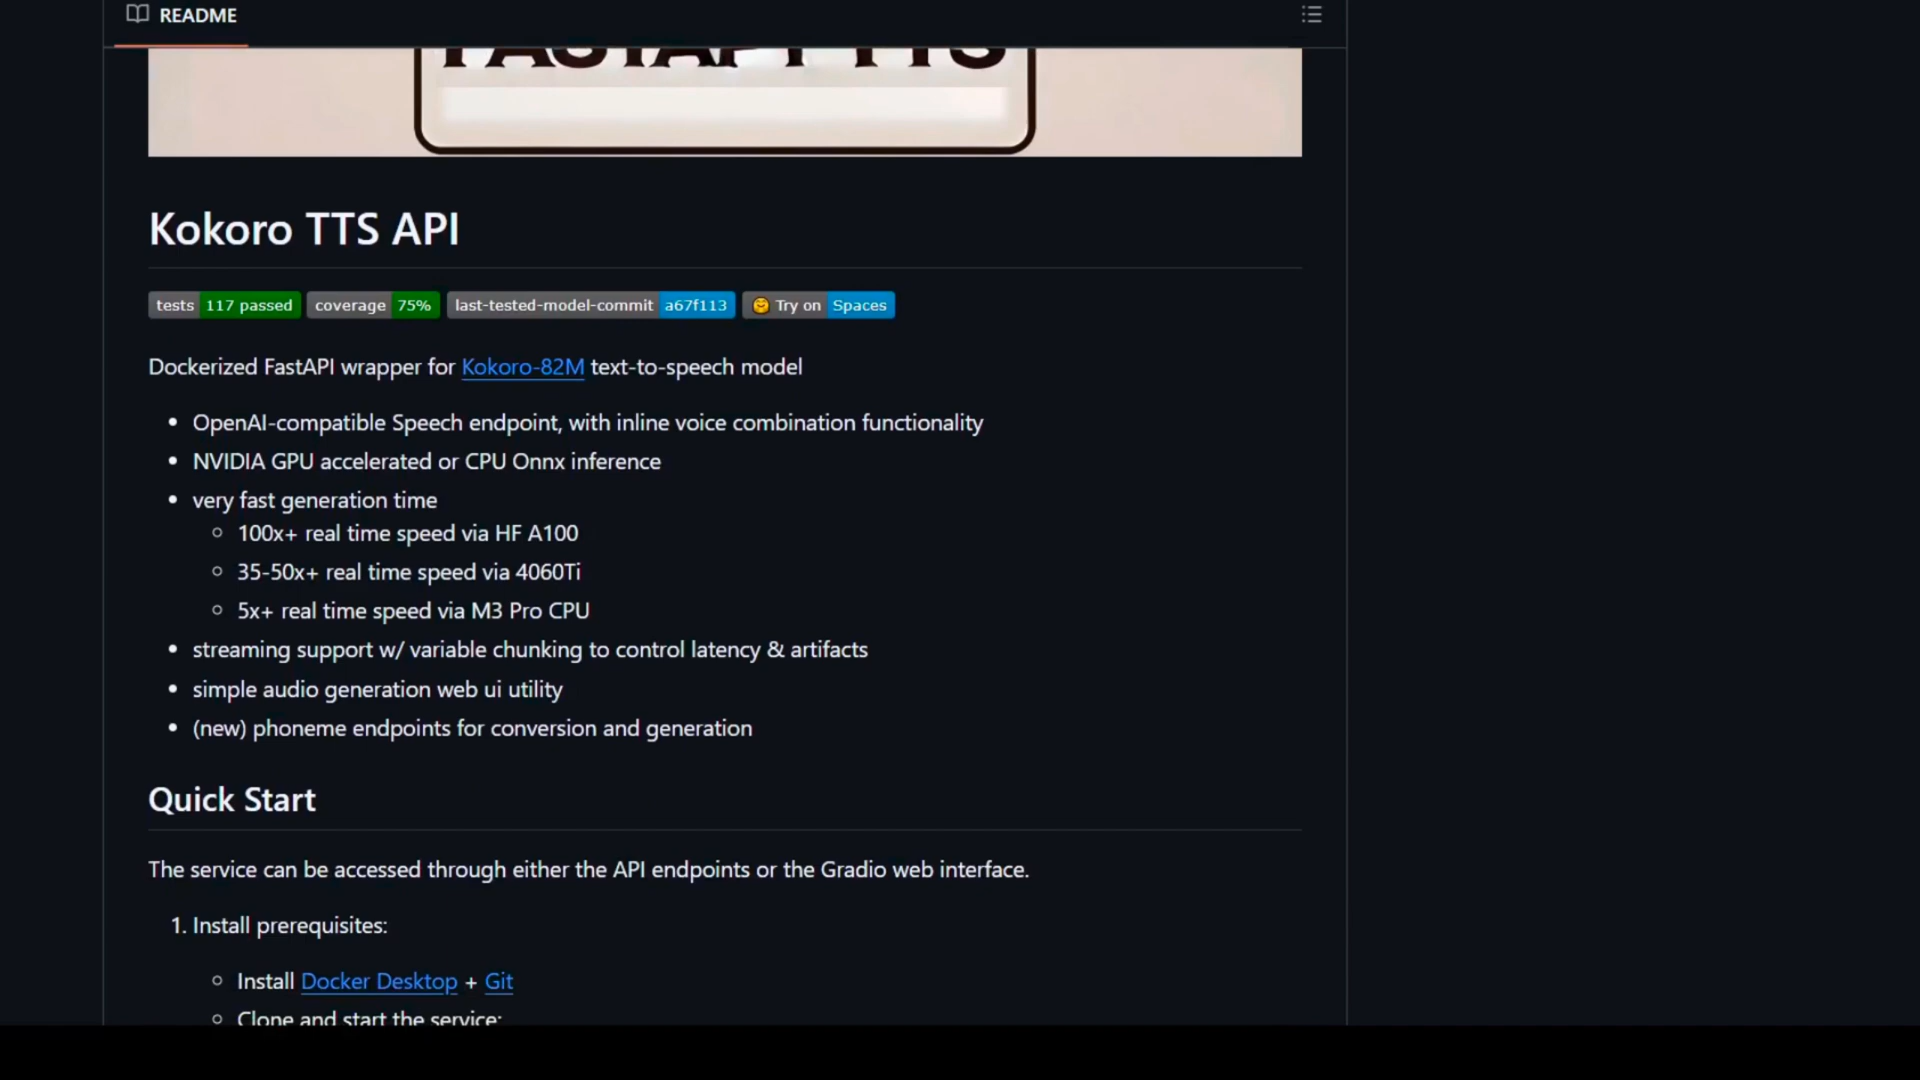 README
FASTAPI TTS
Kokoro TTS API
tests 117 passed coverage 75% last-tested-model-commit a67f113 Try on Spaces
Dockerized FastAPI wrapper for Kokoro-82M text-to-speech model
OpenAI-compatible Speech endpoint, with inline voice combination functionality
NVIDIA GPU accelerated or CPU Onnx inference
very fast generation time
100x+ real time speed via HF A100
35-50x+ real time speed via 4060Ti
5x+ real time speed via M3 Pro CPU
streaming support w/ variable chunking to control latency & artifacts
simple audio generation web ui utility
(new) phoneme endpoints for conversion and generation
Quick Start
The service can be accessed through either the API endpoints or the Gradio web interface.
1. Install prerequisites:
Install Docker Desktop + Git
Clone and start the service: